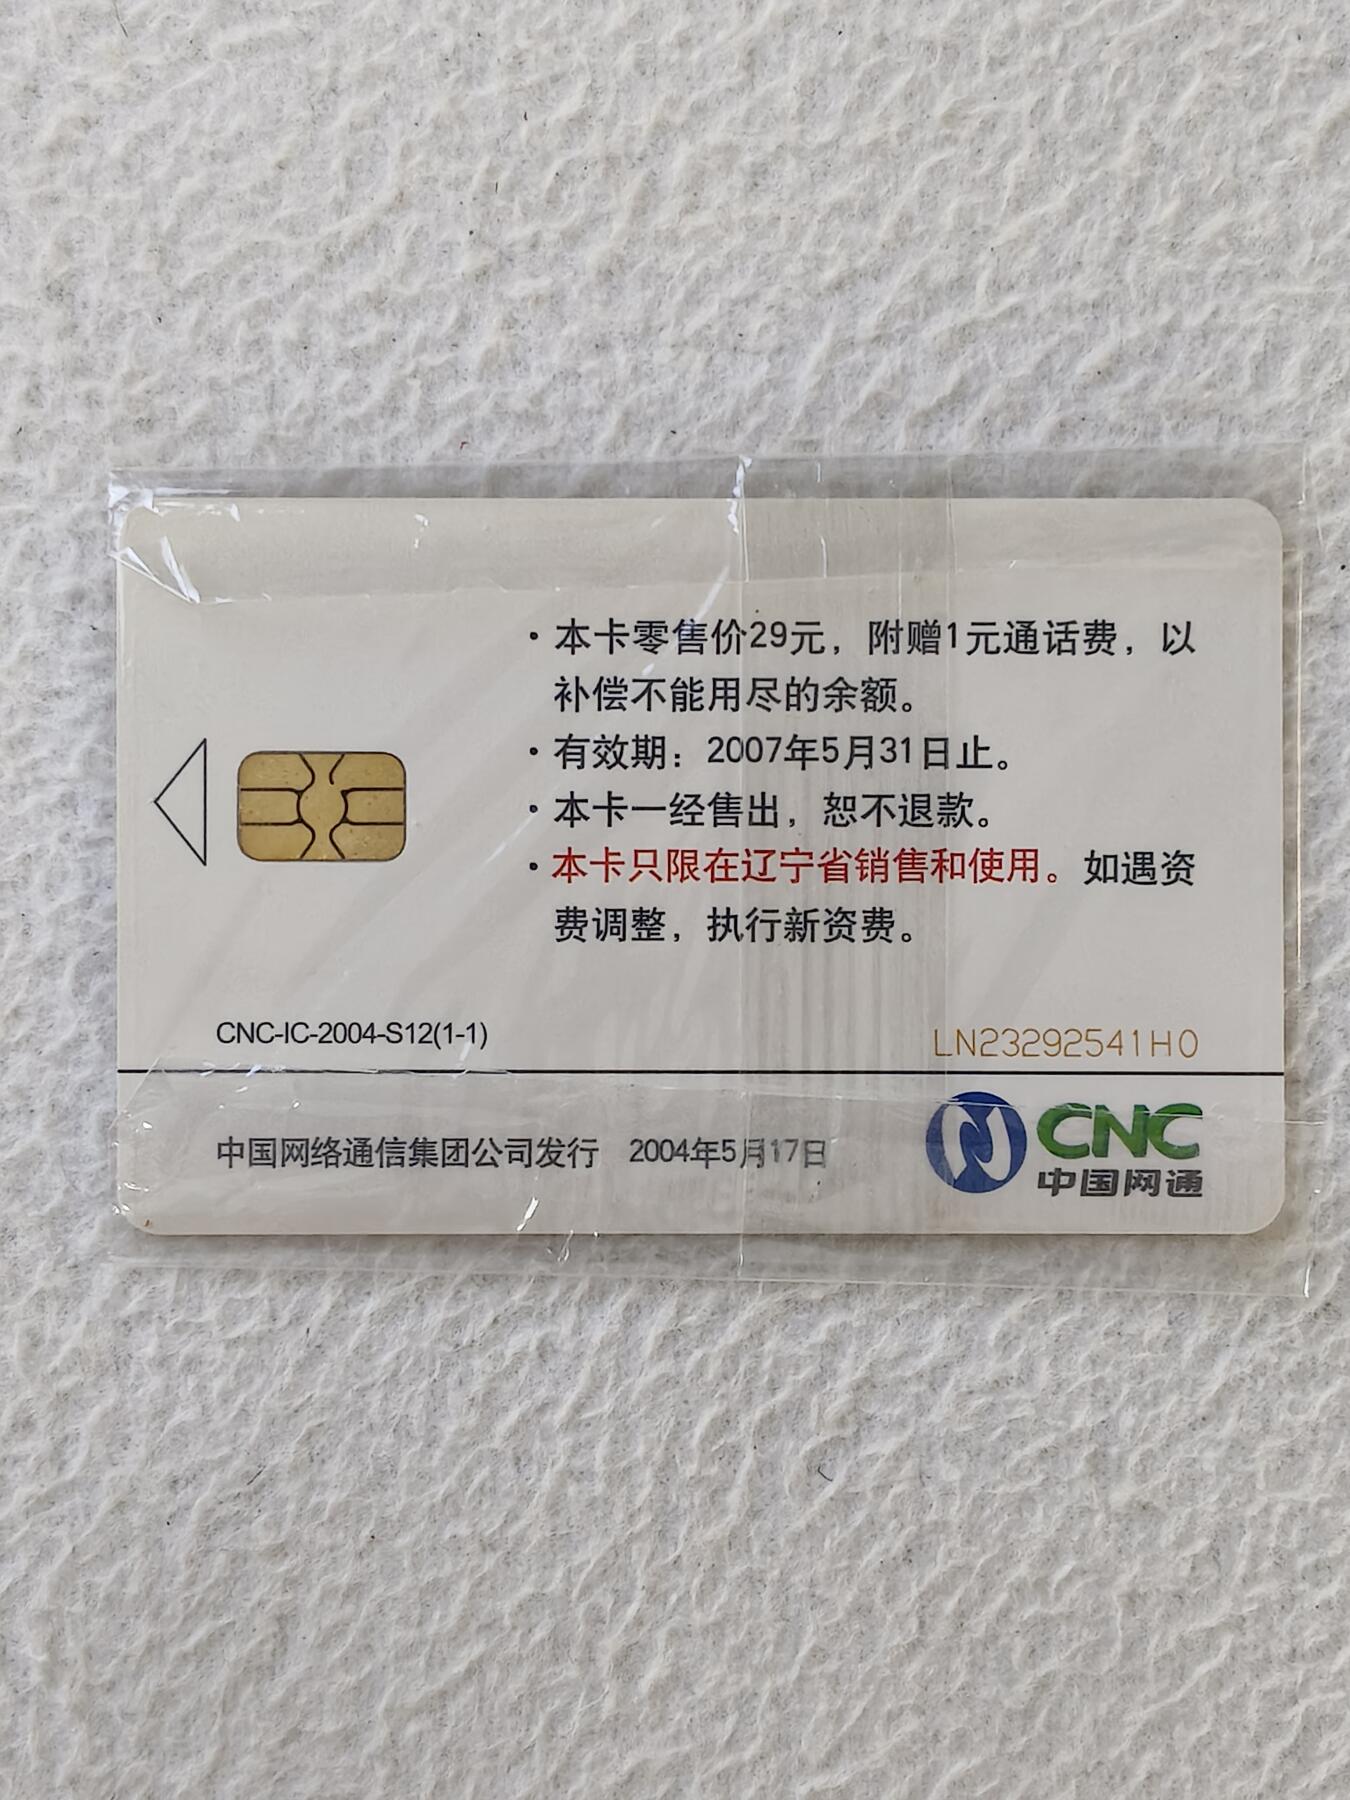 ·本卡零售价29元，附赠1元通话费，以
补偿不能用尽的余额。
·有效期：2007年5月31日止。
·本卡一经售出，恕不退款。
·本卡只限在辽宁省销售和使用。如遇资
费调整，执行新资费。
CNC-IC-2004-S12(1-1)
LN23292541H0
中国网络通信集团公司发行 2004年5月17日
CNC
中国网通